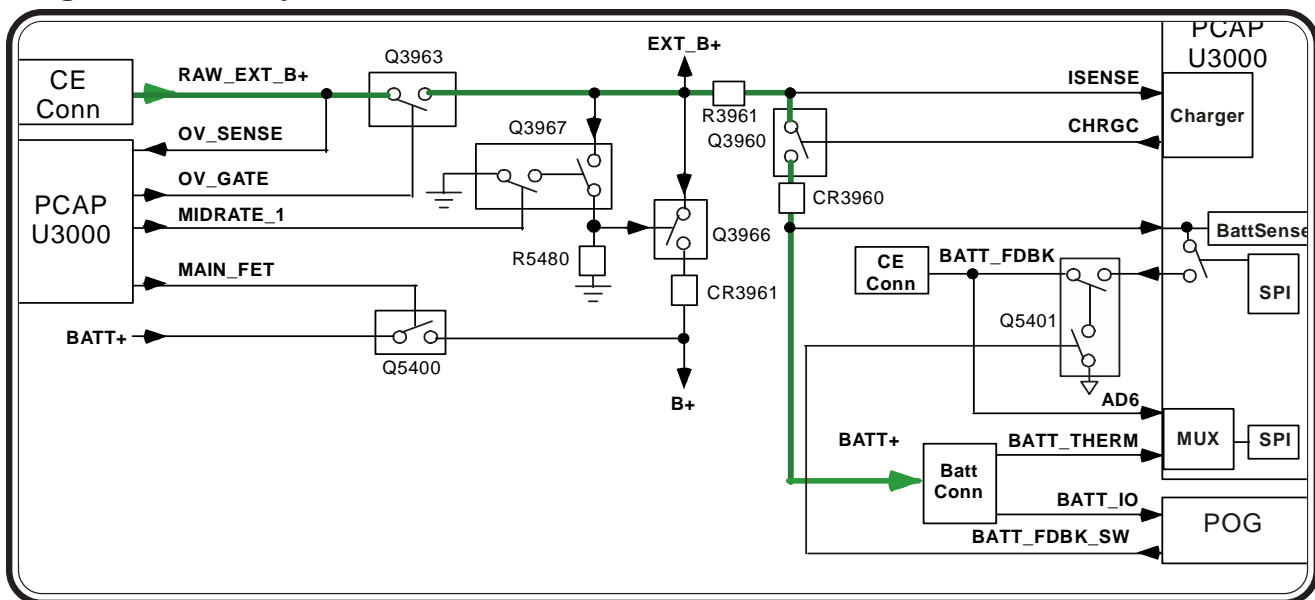 PCAP
U3000
Q3963
EXT_B+
CE
Conn
RAW_EXT_B+
ISENSE
Charger
R3961
CHRGC
Q3960
Q3967
OV_SENSE
OV_GATE
PCAP
U3000
MIDRATE_1
CR3960
Q3966
BattSense
R5480
MAIN_FET
CE
Conn
BATT_FDBK
SPI
CR3961
Q5401
BATT+
Q5400
B+
AD6
BATT+
BATT_THERM
MUX
SPI
Batt
Conn
BATT_IO
BATT_FDBK_SW
POG